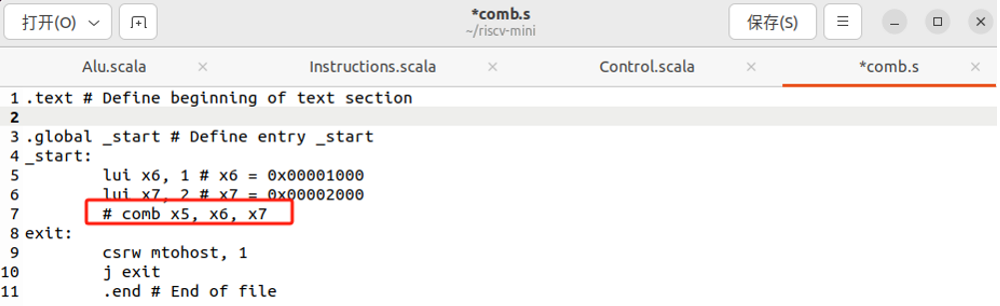 打开(O)
*comb.s
~/riscv-mini
保存(S)
Alu.scala
Instructions.scala
Control.scala
*comb.s
1 .text # Define beginning of text section
2
3 .global _start # Define entry _start
4 _start:
5 lui x6, 1 # x6 = 0x00001000
6 lui x7, 2 # x7 = 0x00002000
7 # comb x5, x6, x7
8 exit:
9 csrw mtohost, 1
10 j exit
11 .end # End of file